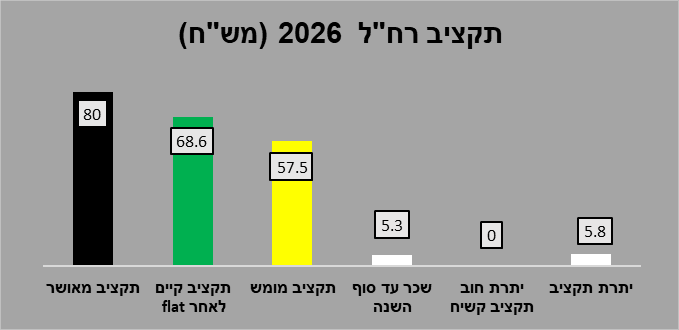 תקציב רח"ל 2026 (מש"ח)
80
68.6
57.5
5.3
0
5.8
תקציב מאושר
תקציב קיים
לאחר flat
תקציב מומש
שכר עד סוף
השנה
יתרת חוב
תקציב קשיח
יתרת תקציב